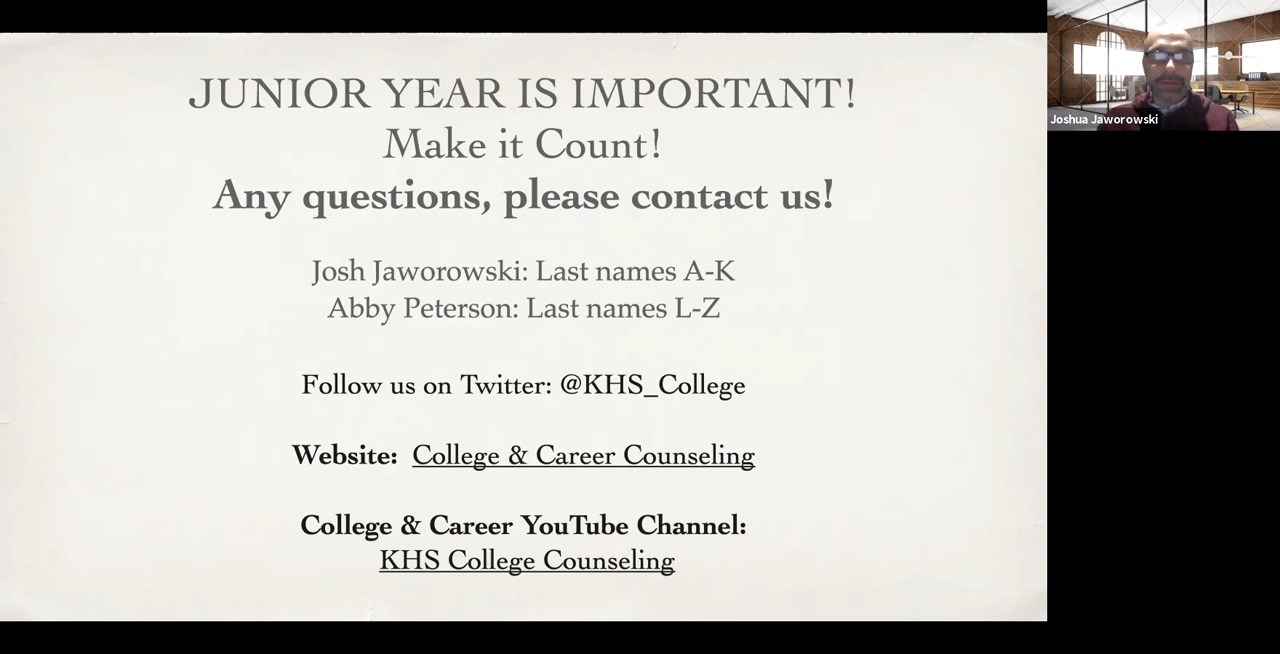 JUNIOR YEAR IS IMPORTANT!
Make it Count!
Any questions, please contact us!
Josh Jaworowski: Last names A-K
Abby Peterson: Last names L-Z
Follow us on Twitter: @KHS_College
Website: College & Career Counseling
College & Career YouTube Channel:
KHS College Counseling
Joshua Jaworowski